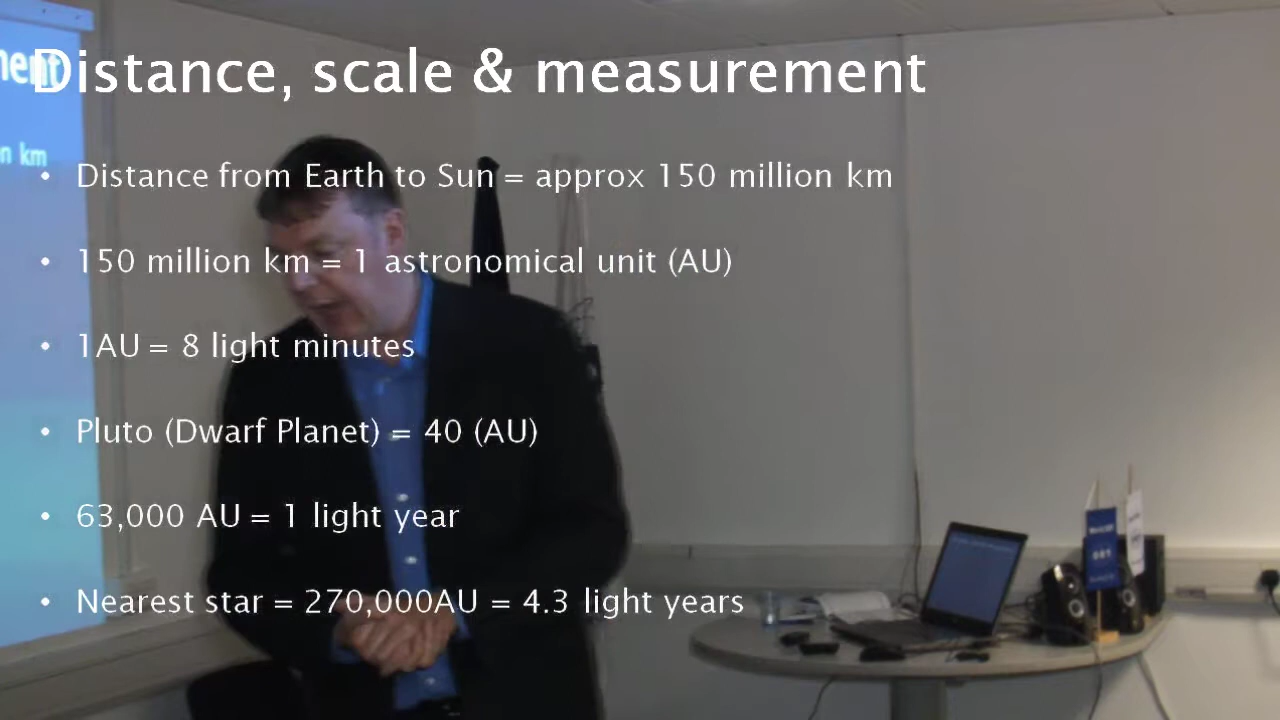 Distance, scale & measurement
• Distance from Earth to Sun = approx 150 million km
• 150 million km = 1 astronomical unit (AU)
• 1AU = 8 light minutes
• Pluto (Dwarf Planet) = 40 (AU)
• 63,000 AU = 1 light year
• Nearest star = 270,000AU = 4.3 light years
n km